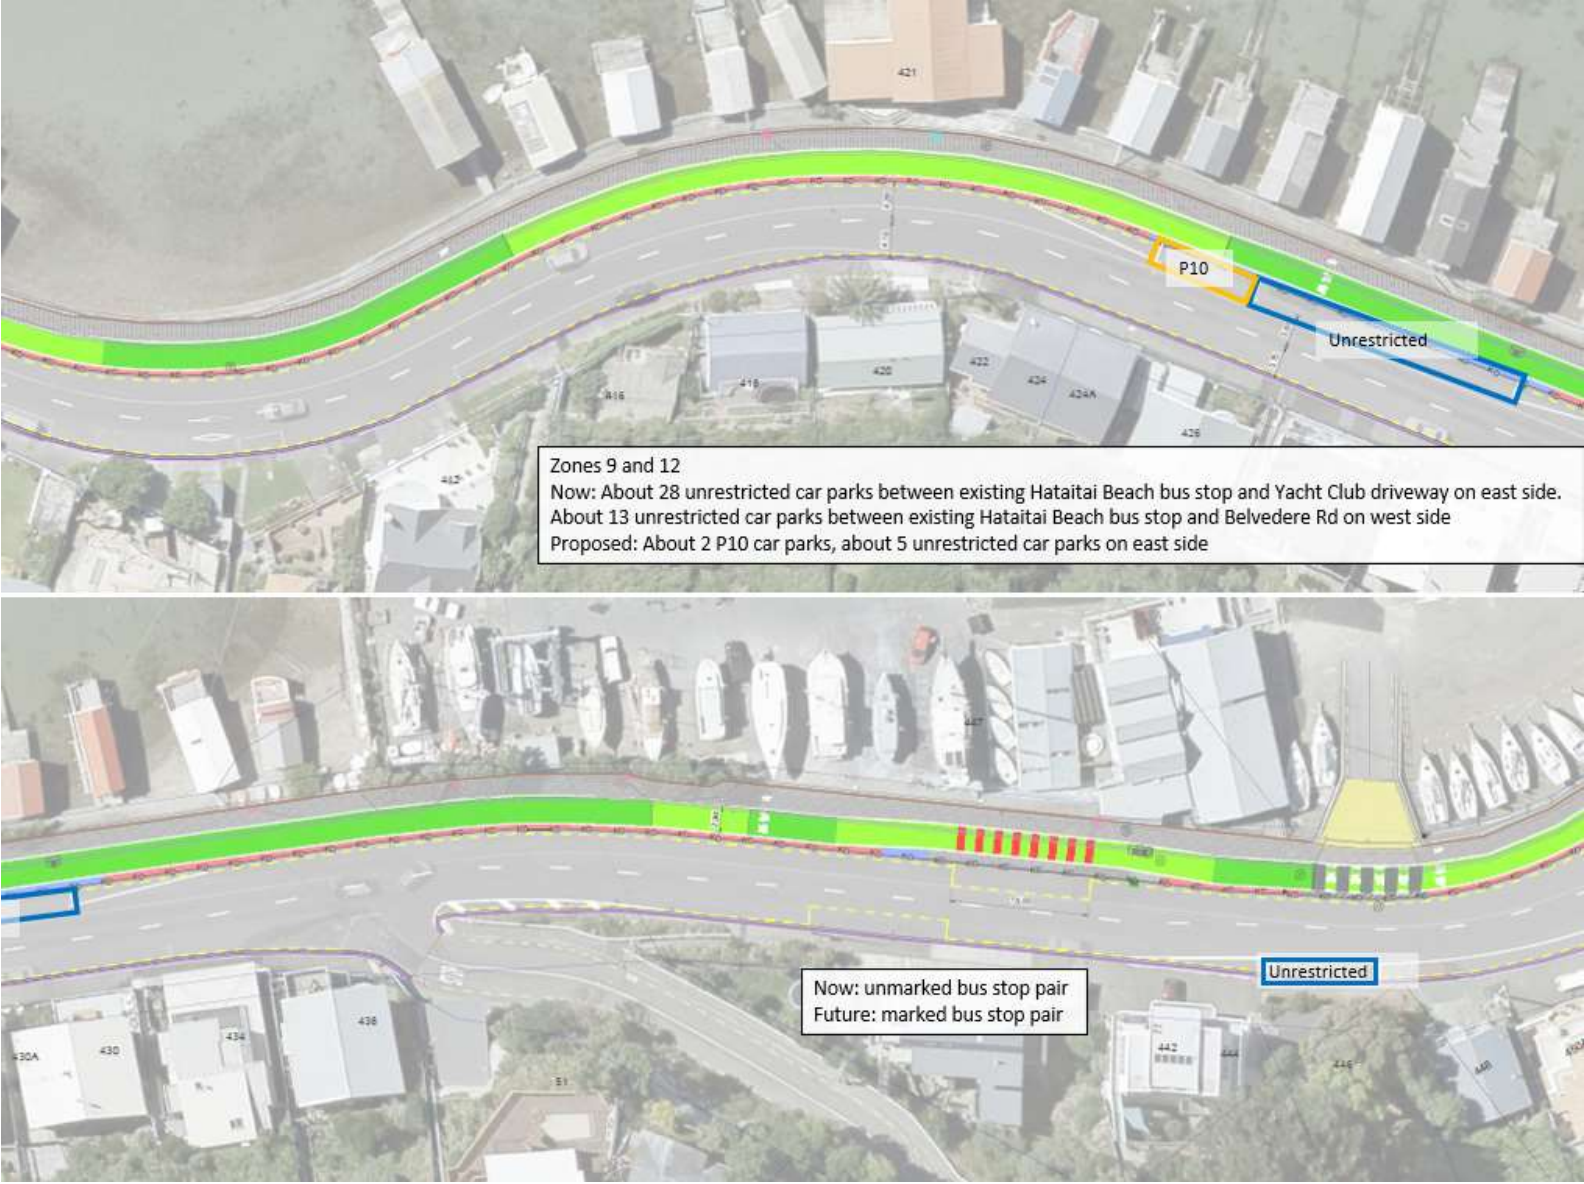 421
P10
Unrestricted
418
420
422
424
424A
416
426
412
Zones 9 and 12
Now: About 28 unrestricted car parks between existing Hataitai Beach bus stop and Yacht Club driveway on east side.
About 13 unrestricted car parks between existing Hataitai Beach bus stop and Belvedere Rd on west side
Proposed: About 2 P10 car parks, about 5 unrestricted car parks on east side
447
Unrestricted
Now: unmarked bus stop pair
Future: marked bus stop pair
430A
430
434
436
51
442
444
446
448